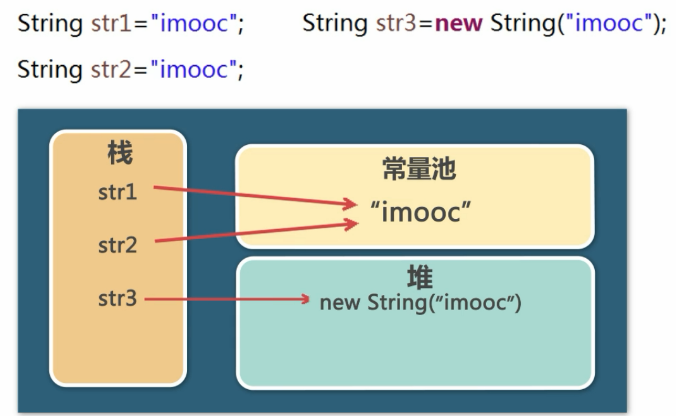 String str1="imooc"; String str3=new String("imooc");
String str2="imooc";
栈
str1
str2
str3
常量池
“imooc”
堆
new String(“imooc”)